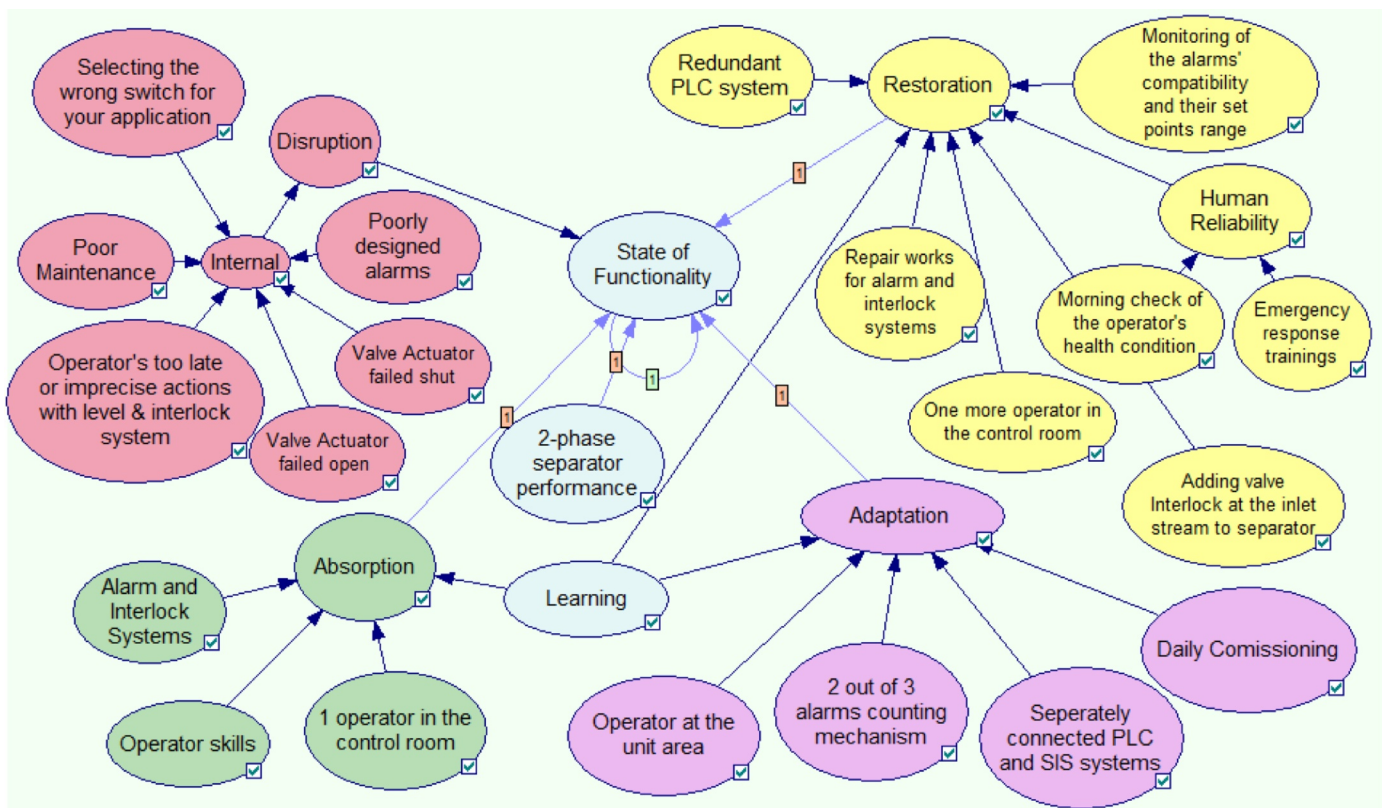 Selecting the
wrong switch for
your application
Disruption
Poor
Maintenance
Internal
Poorly
designed
alarms
Operator's too late
or imprecise actions
with level & interlock
system
Valve Actuator
failed shut
Valve Actuator
failed open
Redundant
PLC system
Restoration
Monitoring of
the alarms'
compatibility
and their set
points range
1
State of
Functionality
Human
Reliability
Repair works
for alarm and
interlock
systems
Morning check of
the operator's
health condition
Emergency
response
trainings
1
1
1
1
One more operator in
the control room
2-phase
separator
performance
Adding valve
Interlock at the inlet
stream to separator
Adaptation
Absorption
Learning
Alarm and
Interlock
Systems
Operator skills
1 operator in the
control room
Operator at the
unit area
2 out of 3
alarms counting
mechanism
Seperately
connected PLC
and SIS systems
Daily Comissioning